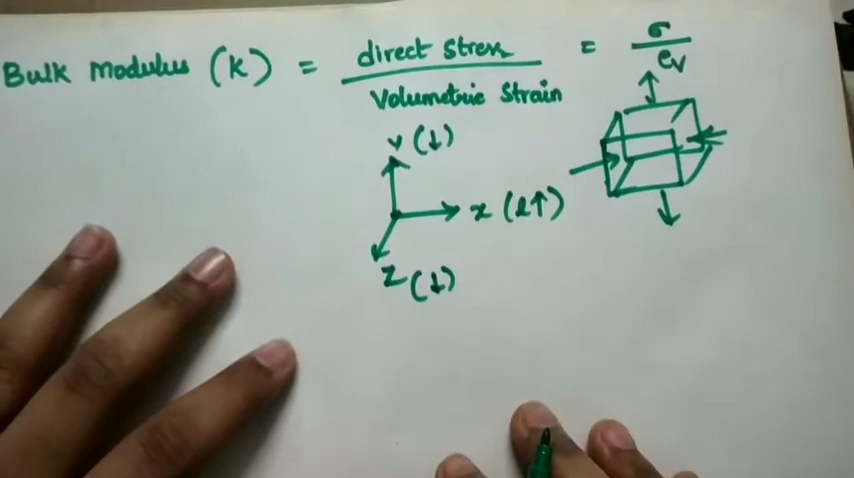 Bulk Modulus (K) = direct Stress / Volumetric Strain = σ / ev
y (↓)
x (l↑)
z (↓)